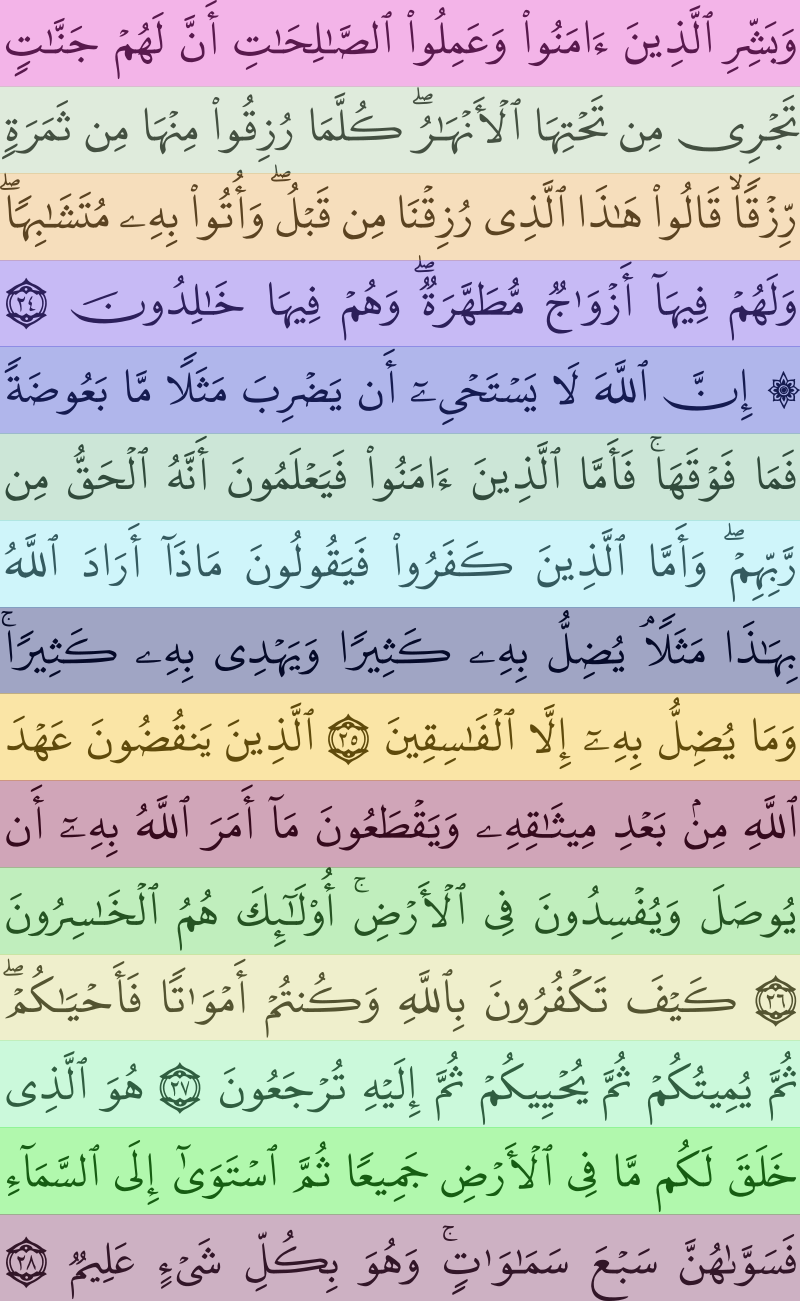 وَبَشِّرِ ٱلَّذِينَ ءَامَنُوا۟ وَعَمِلُوا۟ ٱلصَّـٰلِحَـٰتِ أَنَّ لَهُمْ جَنَّـٰتٍ
تَجْرِى مِن تَحْتِهَا ٱلْأَنْهَـٰرُ ۖ كُلَّمَا رُزِقُوا۟ مِنْهَا مِن ثَمَرَةٍ
رِّزْقًا ۙ قَالُوا۟ هَـٰذَا ٱلَّذِى رُزِقْنَا مِن قَبْلُ ۖ وَأُتُوا۟ بِهِۦ مُتَشَـٰبِهًا ۖ
وَلَهُمْ فِيهَآ أَزْوَٰجٌ مُّطَهَّرَةٌ ۖ وَهُمْ فِيهَا خَـٰلِدُونَ ٢٤
۞ إِنَّ ٱللَّهَ لَا يَسْتَحْىِۦٓ أَن يَضْرِبَ مَثَلًا مَّا بَعُوضَةً
فَمَا فَوْقَهَا ۚ فَأَمَّا ٱلَّذِينَ ءَامَنُوا۟ فَيَعْلَمُونَ أَنَّهُ ٱلْحَقُّ مِن
رَّبِّهِمْ ۖ وَأَمَّا ٱلَّذِينَ كَفَرُوا۟ فَيَقُولُونَ مَاذَآ أَرَادَ ٱللَّهُ
بِهَـٰذَا مَثَلًا ۘ يُضِلُّ بِهِۦ كَثِيرًا وَيَهْدِى بِهِۦ كَثِيرًا ۚ
وَمَا يُضِلُّ بِهِۦٓ إِلَّا ٱلْفَـٰسِقِينَ ٢٥ ٱلَّذِينَ يَنقُضُونَ عَهْدَ
ٱللَّهِ مِنۢ بَعْدِ مِيثَـٰقِهِۦ وَيَقْطَعُونَ مَآ أَمَرَ ٱللَّهُ بِهِۦٓ أَن
يُوصَلَ وَيُفْسِدُونَ فِى ٱلْأَرْضِ ۚ أُو۟لَـٰٓئِكَ هُمُ ٱلْخَـٰسِرُونَ
٢٦ كَيْفَ تَكْفُرُونَ بِٱللَّهِ وَكُنتُمْ أَمْوَٰتًا فَأَحْيَـٰكُمْ ۖ
ثُمَّ يُمِيتُكُمْ ثُمَّ يُحْيِيكُمْ ثُمَّ إِلَيْهِ تُرْجَعُونَ ٢٧ هُوَ ٱلَّذِى
خَلَقَ لَكُم مَّا فِى ٱلْأَرْضِ جَمِيعًا ثُمَّ ٱسْتَوَىٰٓ إِلَى ٱلسَّمَآءِ
فَسَوَّىٰهُنَّ سَبْعَ سَمَـٰوَٰتٍ ۚ وَهُوَ بِكُلِّ شَىْءٍ عَلِيمٌ ٢٨